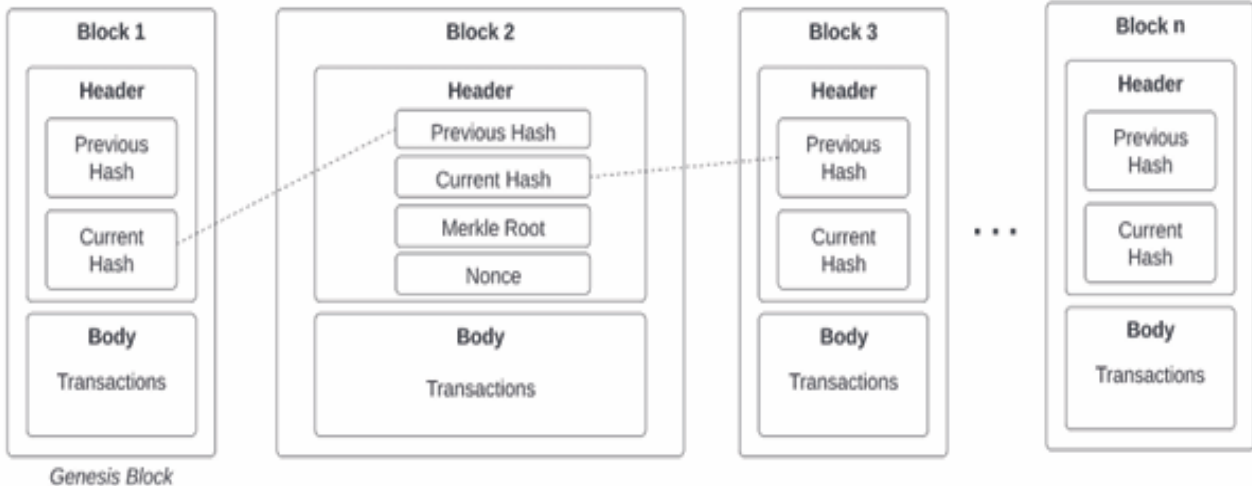 Block 1
Header
Previous
Hash
Current
Hash
Body
Transactions
Genesis Block
Block 2
Header
Previous Hash
Current Hash
Merkle Root
Nonce
Body
Transactions
Block 3
Header
Previous
Hash
Current
Hash
Body
Transactions
...
Block n
Header
Previous
Hash
Current
Hash
Body
Transactions